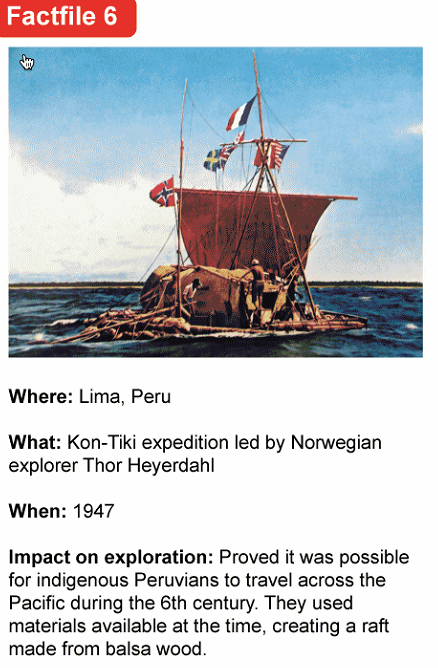 Factfile 6
Where: Lima, Peru
What: Kon-Tiki expedition led by Norwegian
explorer Thor Heyerdahl
When: 1947
Impact on exploration: Proved it was possible
for indigenous Peruvians to travel across the
Pacific during the 6th century. They used
materials available at the time, creating a raft
made from balsa wood.